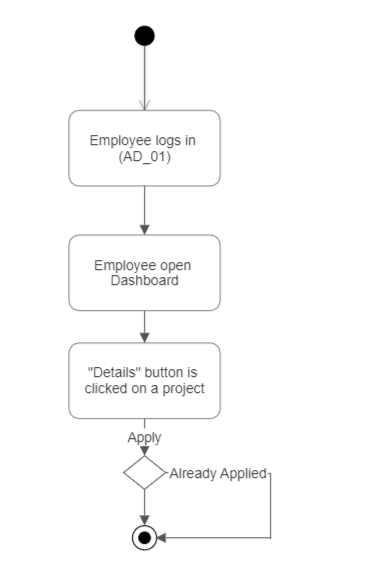 Employee logs in
(AD_01)
Employee open
Dashboard
"Details" button is
clicked on a project
Apply
Already Applied